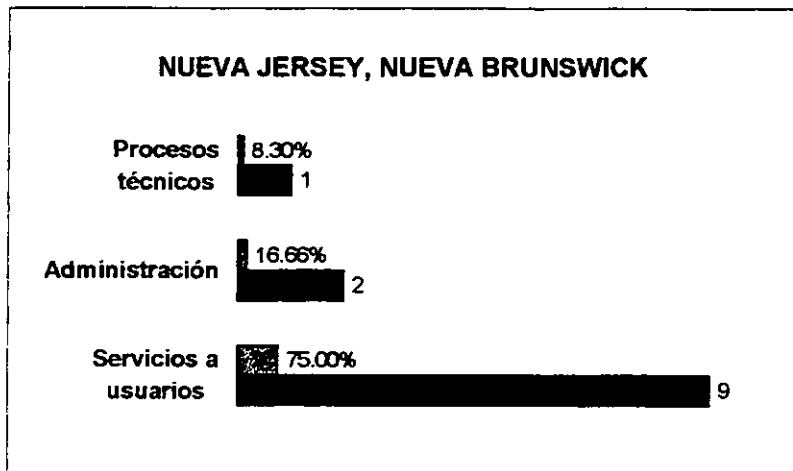 NUEVA JERSEY, NUEVA BRUNSWICK
Procesos técnicos
8.30%
1
Administración
16.66%
2
Servicios a usuarios
75.00%
9